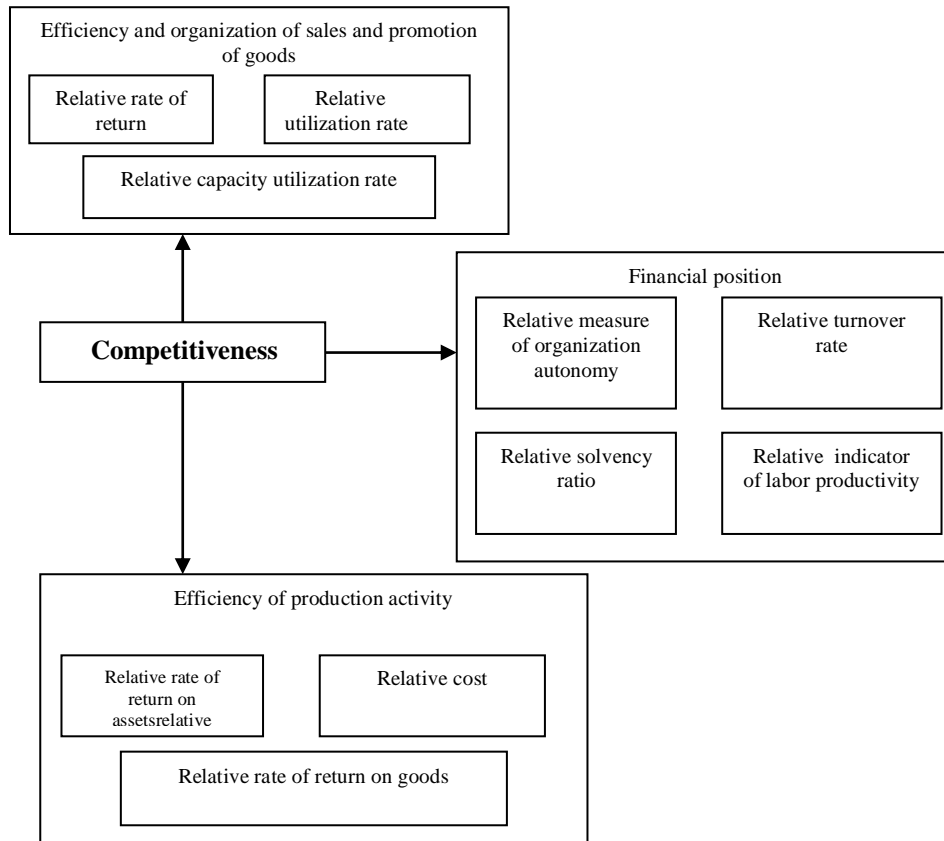 Efficiency and organization of sales and promotion
of goods
Relative rate of
return
Relative
utilization rate
Relative capacity utilization rate
Financial position
Relative measure
of organization
autonomy
Relative turnover
rate
Competitiveness
Relative solvency
ratio
Relative indicator
of labor productivity
Efficiency of production activity
Relative rate of
return on
assetsrelative
Relative cost
Relative rate of return on goods